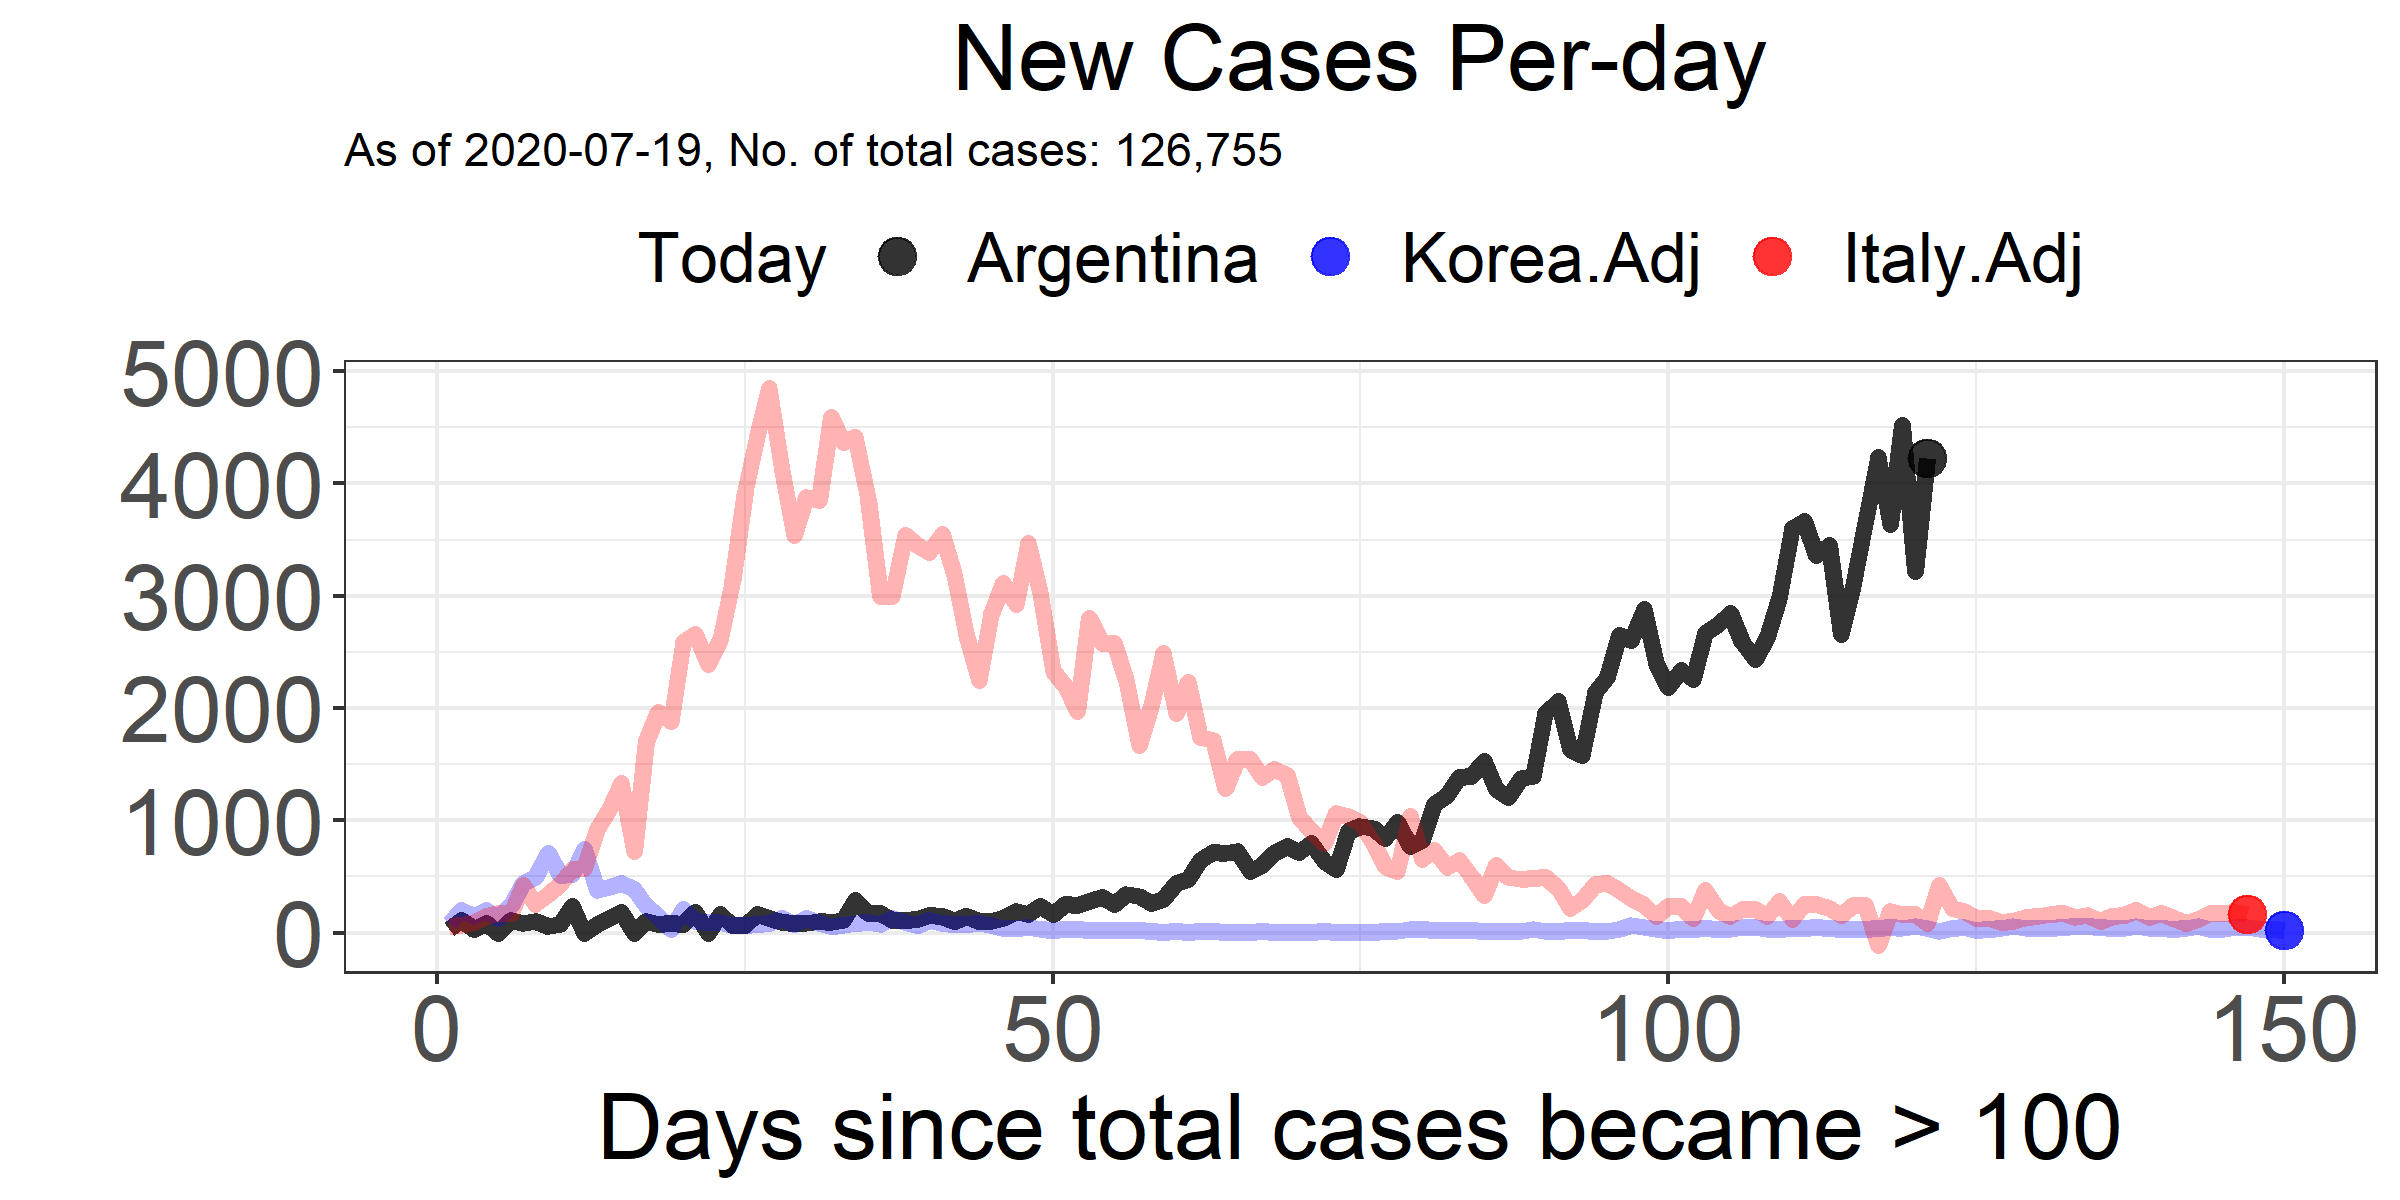 New Cases Per-day
As of 2020-07-19, No. of total cases: 126,755
Today Argentina Korea.Adj Italy.Adj
5000
4000
3000
2000
1000
0
0 50 100 150
Days since total cases became > 100